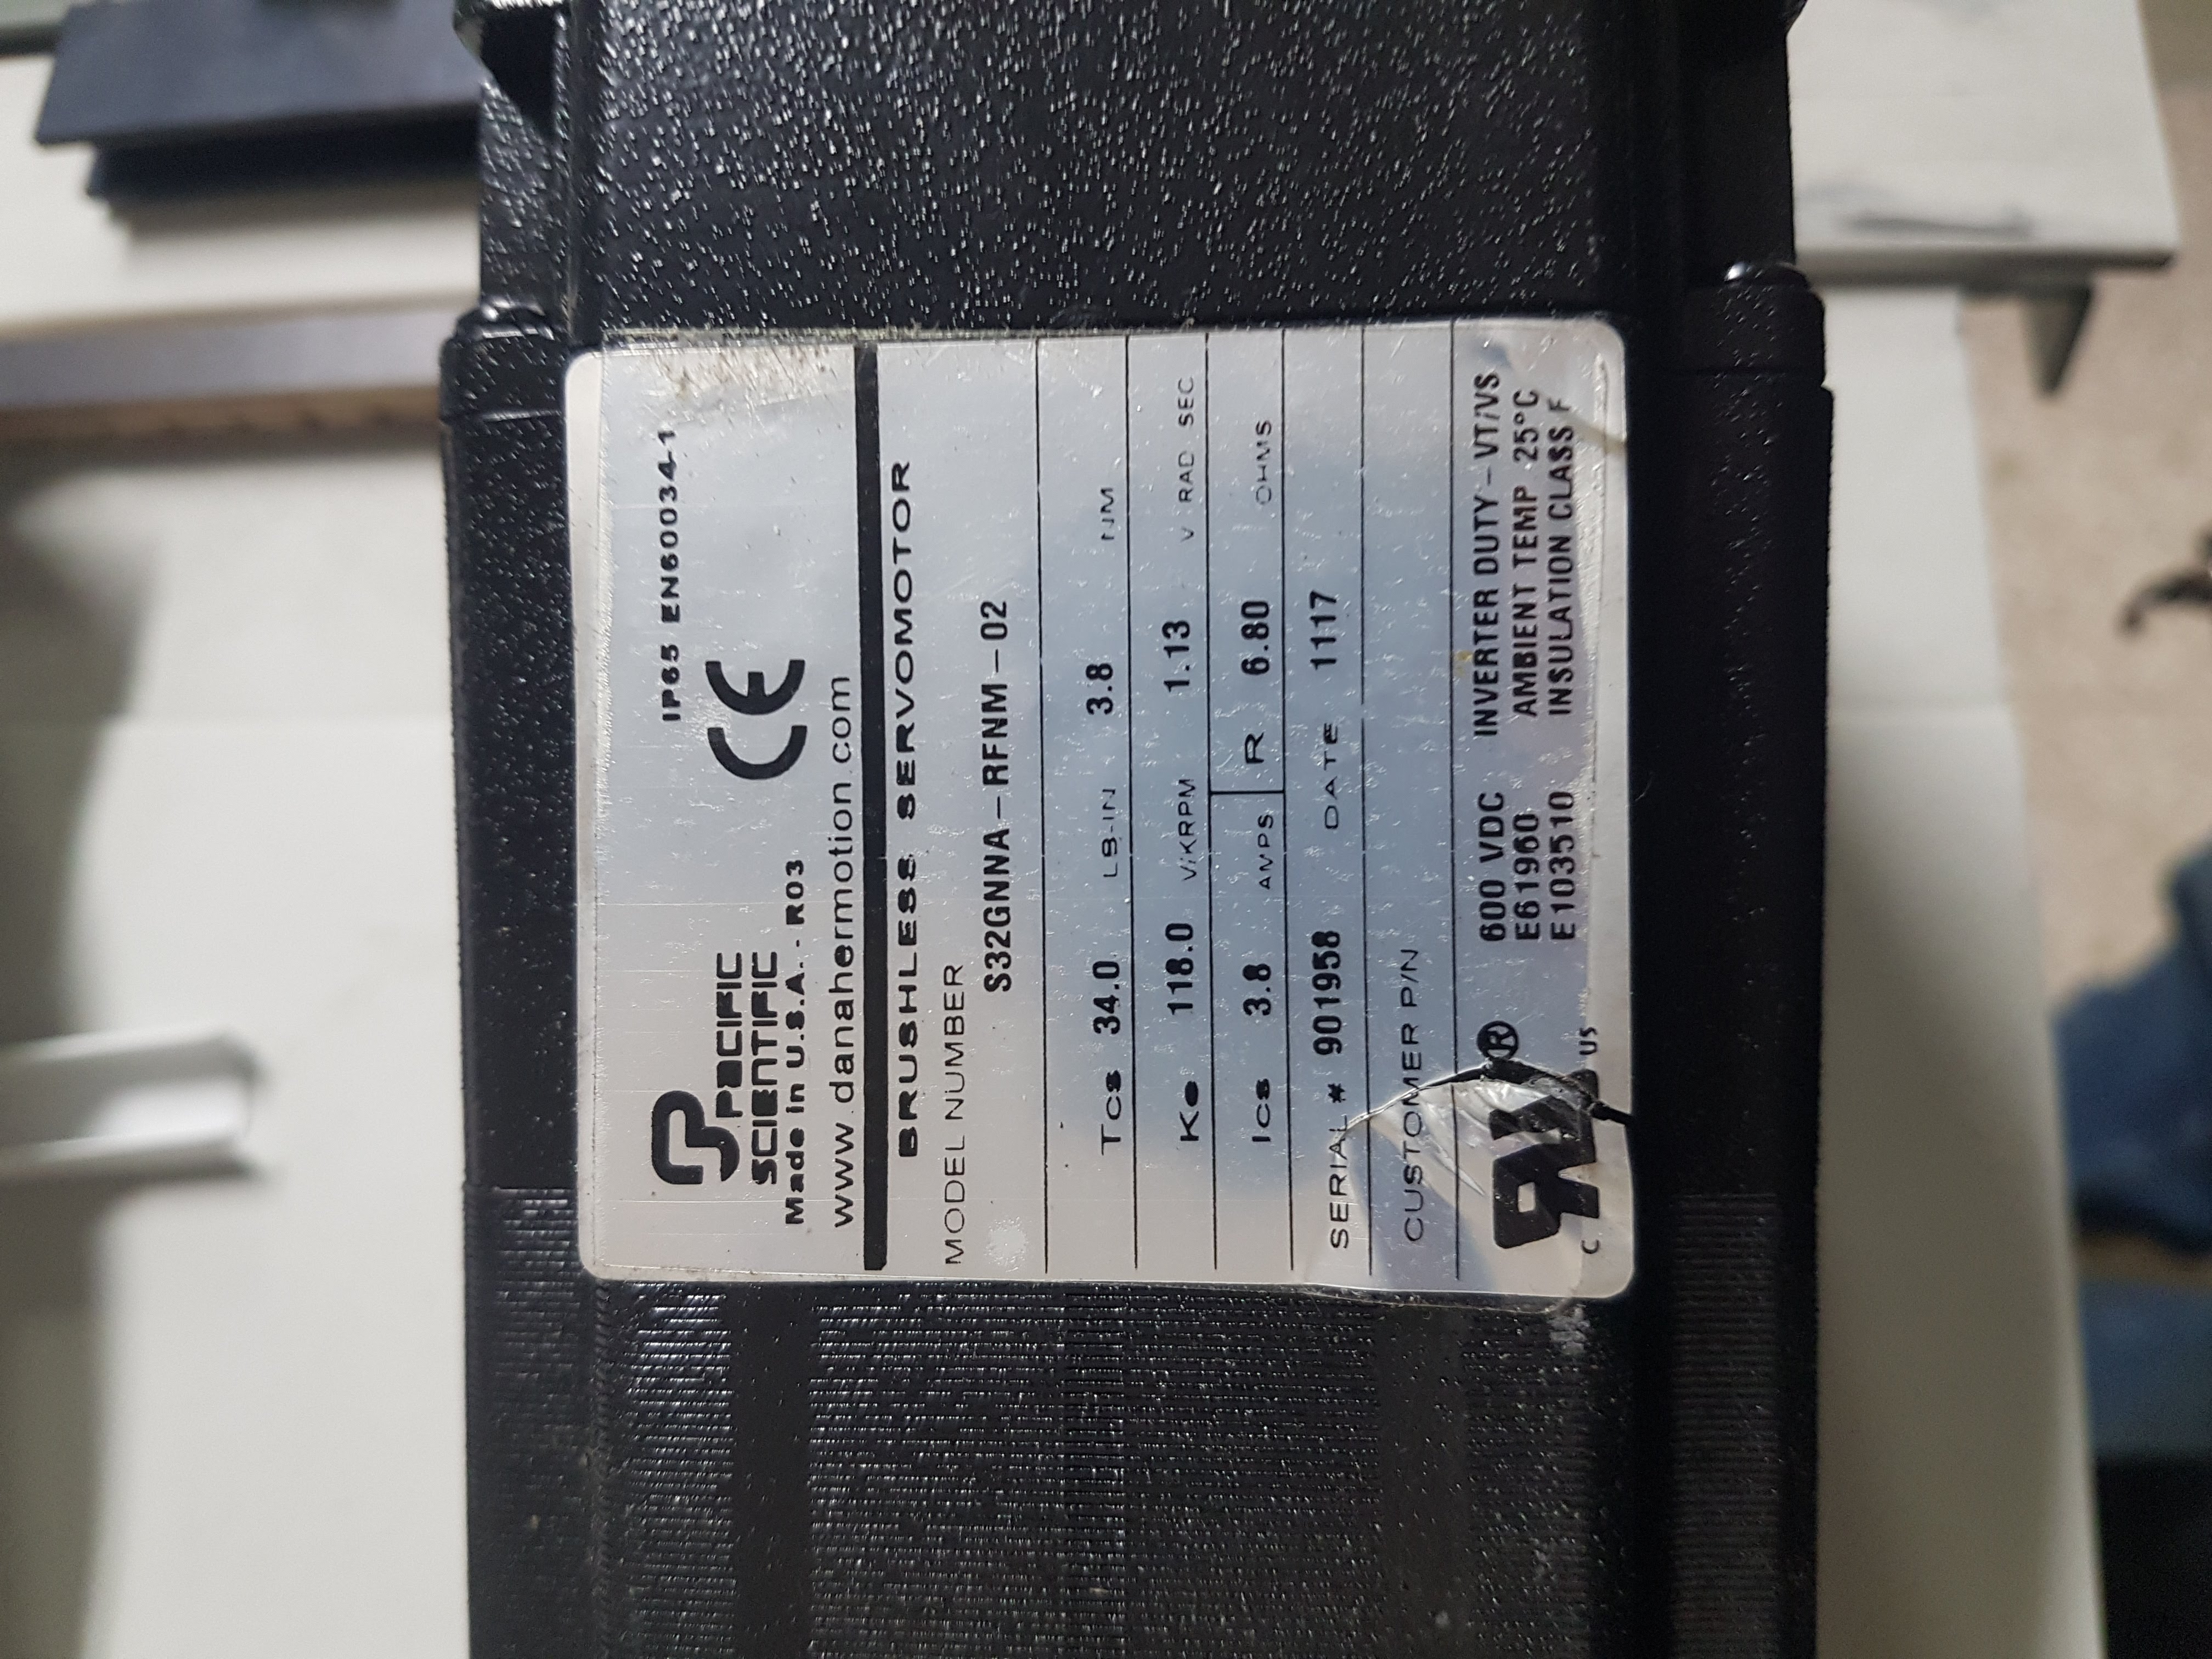 IP65 EN60034-1
PACIFIC
SCIENTIFIC
CE
Made in U.S.A. - R03
www.danahermotion.com
BRUSHLESS SERVOMOTOR
MODEL NUMBER
S32GNNA-RFNM-02
Tcs 34.0 LB-IN 3.8 NM
Ke 118.0 V/KRPM 1.13 V RAD SEC
Ics 3.8 AMPS R 6.80 OHMS
SERIAL # 901958 DATE 1117
CUSTOMER P/N
600 VDC INVERTER DUTY - VT/VS
E61960 AMBIENT TEMP 25°C
E103510 INSULATION CLASS F
C US ®